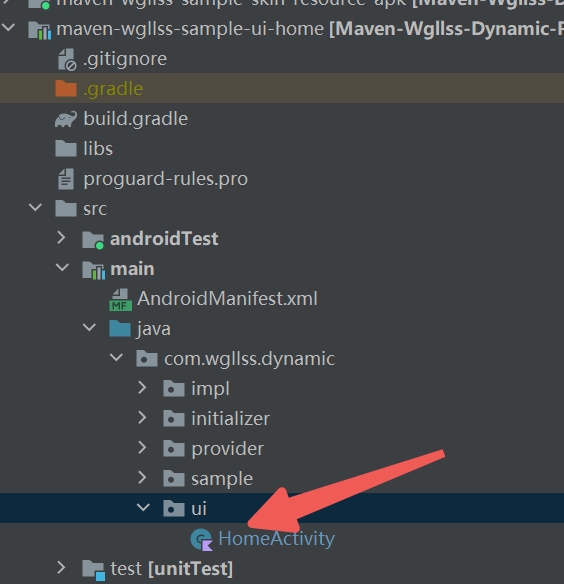 maven-wgllss-sample-skin-resource-apk [Maven-Wgllss-D
maven-wgllss-sample-ui-home [Maven-Wgllss-Dynamic-P
.gitignore
.gradle
build.gradle
libs
proguard-rules.pro
src
androidTest
main
MF AndroidManifest.xml
java
com.wgllss.dynamic
impl
initializer
provider
sample
ui
HomeActivity
test [unitTest]